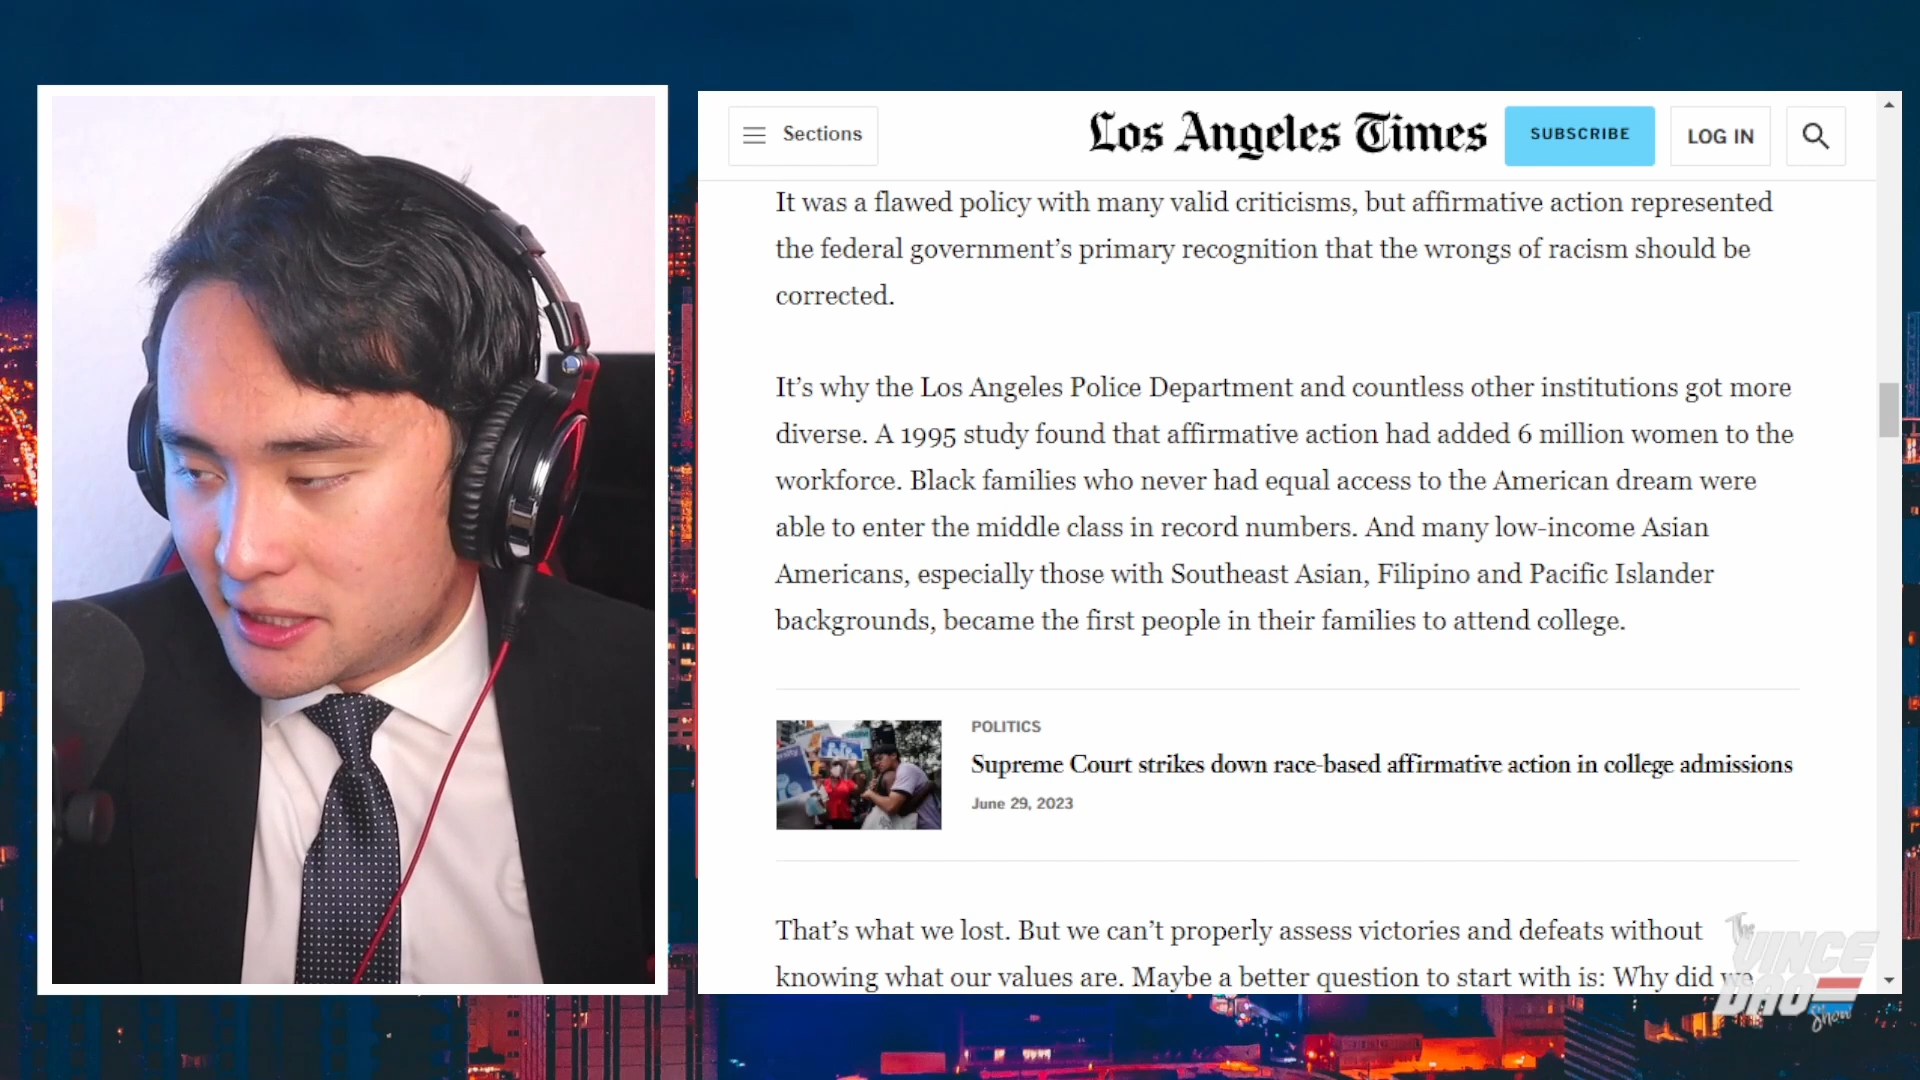 Sections
Los Angeles Times
SUBSCRIBE
LOG IN
It was a flawed policy with many valid criticisms, but affirmative action represented
the federal government’s primary recognition that the wrongs of racism should be
corrected.
It’s why the Los Angeles Police Department and countless other institutions got more
diverse. A 1995 study found that affirmative action had added 6 million women to the
workforce. Black families who never had equal access to the American dream were
able to enter the middle class in record numbers. And many low-income Asian
Americans, especially those with Southeast Asian, Filipino and Pacific Islander
backgrounds, became the first people in their families to attend college.
POLITICS
Supreme Court strikes down race-based affirmative action in college admissions
June 29, 2023
That’s what we lost. But we can’t properly assess victories and defeats without
knowing what our values are. Maybe a better question to start with is: Why did we
The
VINCE
DAO
Show